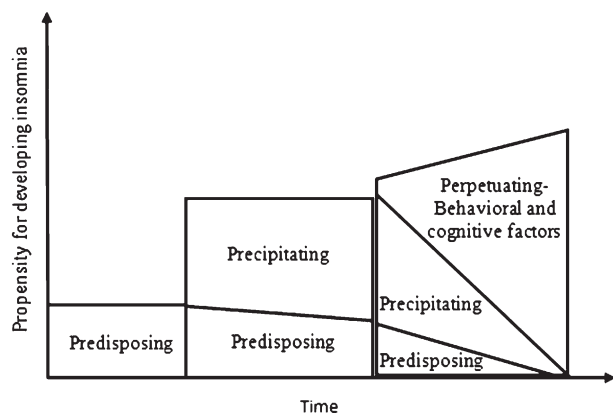 Propensity for developing insomnia
Perpetuating-
Behavioral and
cognitive factors
Precipitating
Precipitating
Predisposing
Predisposing
Predisposing
Time